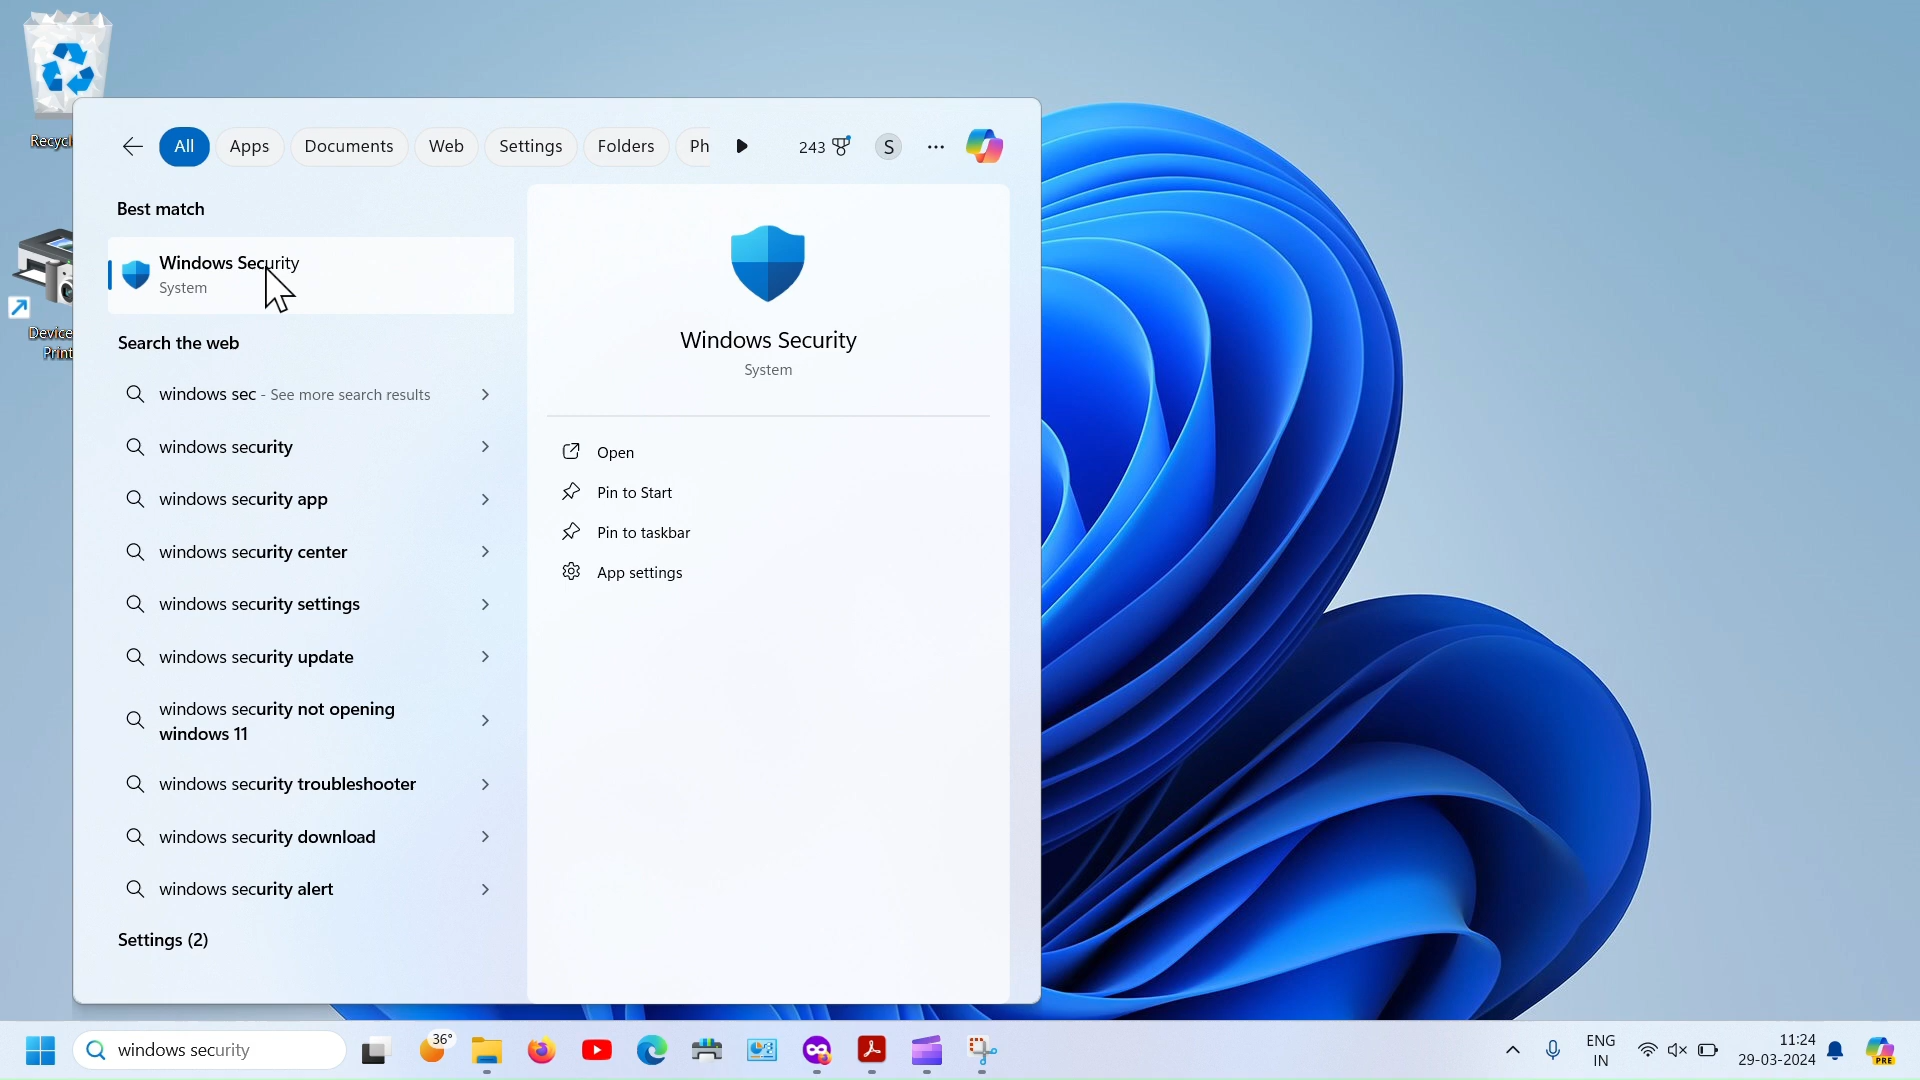 Recycl
Device
Print
All
Apps
Documents
Web
Settings
Folders
Ph
243
S
Best match
Windows Security
System
Search the web
windows sec - See more search results
windows security
windows security app
windows security center
windows security settings
windows security update
windows security not opening
windows 11
windows security troubleshooter
windows security download
windows security alert
Settings (2)
Windows Security
System
Open
Pin to Start
Pin to taskbar
App settings
windows security
36°
ENG
IN
11:24
29-03-2024
PRE